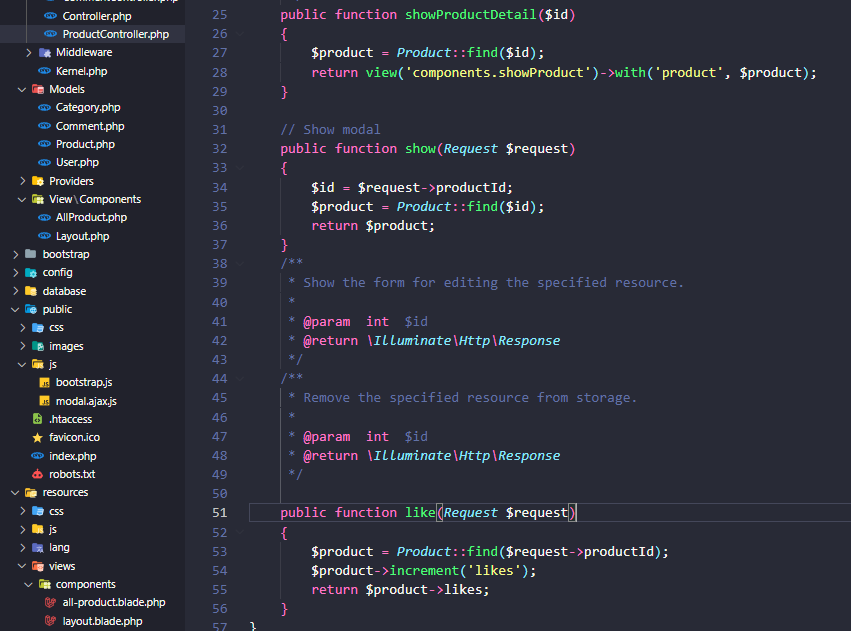 Controller.php
ProductController.php
Middleware
Kernel.php
Models
Category.php
Comment.php
Product.php
User.php
Providers
View\Components
AllProduct.php
Layout.php
bootstrap
config
database
public
css
images
js
bootstrap.js
modal.ajax.js
.htaccess
favicon.ico
index.php
robots.txt
resources
css
js
lang
views
components
all-product.blade.php
layout.blade.php
25 public function showProductDetail($id)
26 {
27 $product = Product::find($id);
28 return view('components.showProduct')->with('product', $product);
29 }
30
31 // Show modal
32 public function show(Request $request)
33 {
34 $id = $request->productId;
35 $product = Product::find($id);
36 return $product;
37 }
38 /**
39 * Show the form for editing the specified resource.
40 *
41 * @param  int  $id
42 * @return \Illuminate\Http\Response
43 */
44 /**
45 * Remove the specified resource from storage.
46 *
47 * @param  int  $id
48 * @return \Illuminate\Http\Response
49 */
50
51 public function like(Request $request)
52 {
53 $product = Product::find($request->productId);
54 $product->increment('likes');
55 return $product->likes;
56 }
57 }